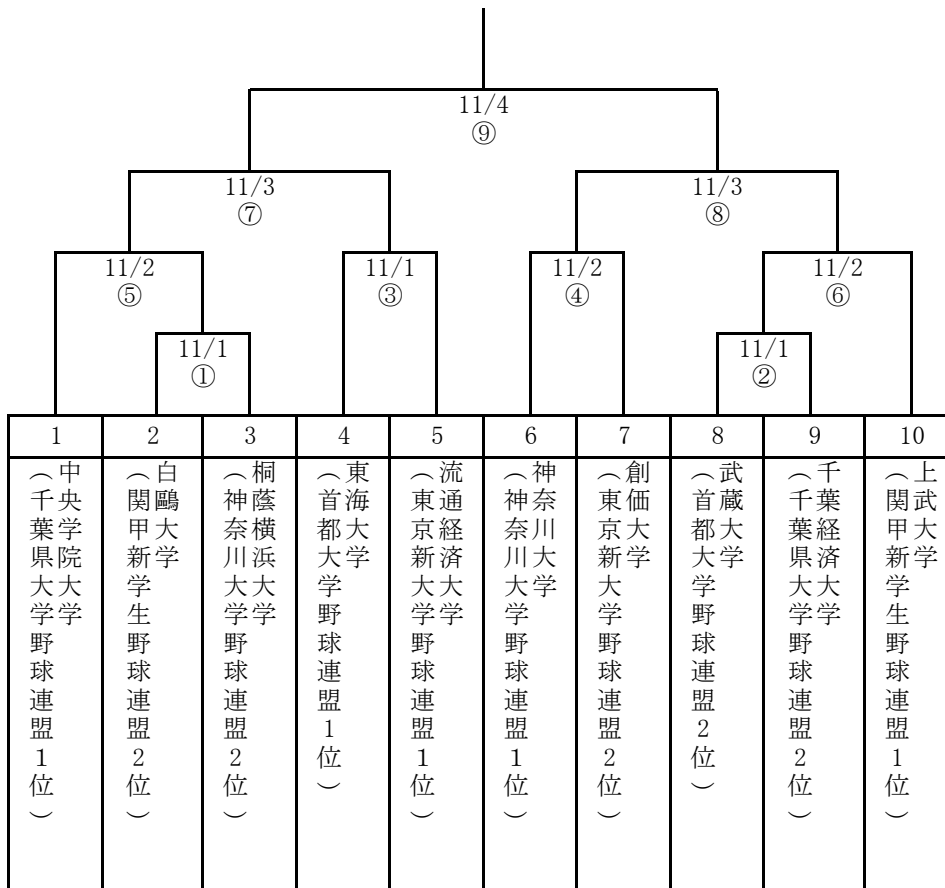 11/4
⑨
11/3
⑦
11/3
⑧
11/2
⑤
11/1
③
11/2
④
11/2
⑥
11/1
①
11/1
②
1
2
3
4
5
6
7
8
9
10
中央学院大学
（千葉県大学野球連盟1位）
白鷗大学
（関甲新学生野球連盟2位）
桐蔭横浜大学
（神奈川大学野球連盟2位）
東海大学
（首都大学野球連盟1位）
流通経済大学
（東京新大学野球連盟1位）
神奈川大学
（神奈川大学野球連盟1位）
創価大学
（東京新大学野球連盟2位）
武蔵大学
（首都大学野球連盟2位）
千葉経済大学
（千葉県大学野球連盟2位）
上武大学
（関甲新学生野球連盟1位）